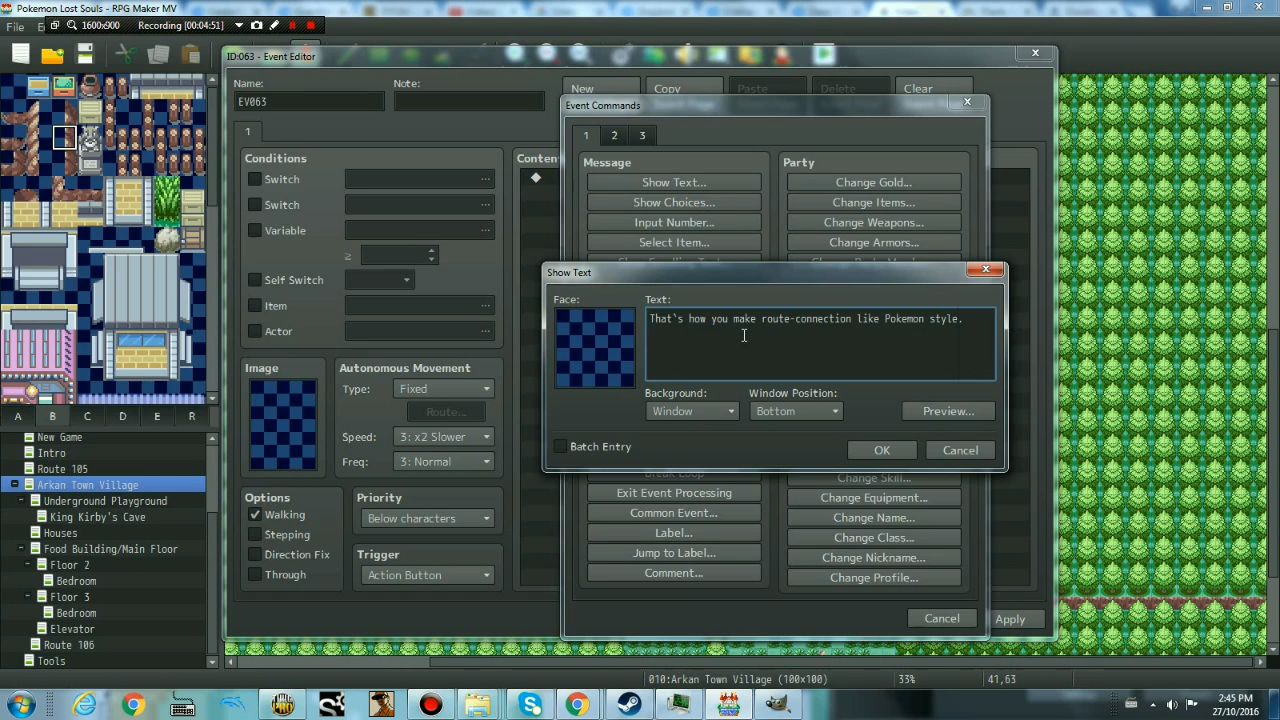 Pokemon Lost Souls - RPG Maker MV
File
1600x900
Recording (04:51)
ID:063 - Event Editor
Name:
Note:
EV063
New
Copy
Paste
Delete
Clear
1
Conditions
Switch
Switch
Variable
≥
Self Switch
Item
Actor
Image
Autonomous Movement
Type:
Fixed
Route...
Speed:
3: x2 Slower
Freq:
3: Normal
Options
Walking
Stepping
Direction Fix
Through
Priority
Below characters
Trigger
Action Button
Event Commands
1
2
3
Message
Show Text...
Show Choices...
Input Number...
Select Item...
Party
Change Gold...
Change Items...
Change Weapons...
Change Armors...
Show Text
Face:
Text:
That's how you make route-connection like Pokemon style.
Background:
Window
Window Position:
Bottom
Preview...
Batch Entry
OK
Cancel
Break Loop
Exit Event Processing
Common Event...
Label...
Jump to Label...
Comment...
Change Skill...
Change Equipment...
Change Name...
Change Class...
Change Nickname...
Change Profile...
Cancel
Apply
A
B
C
D
E
R
New Game
Intro
Route 105
Arkan Town Village
Underground Playground
King Kirby's Cave
Houses
Food Building/Main Floor
Floor 2
Bedroom
Floor 3
Bedroom
Elevator
Route 106
Tools
010:Arkan Town Village (100x100)
33%
41,63
2:45 PM
27/10/2016